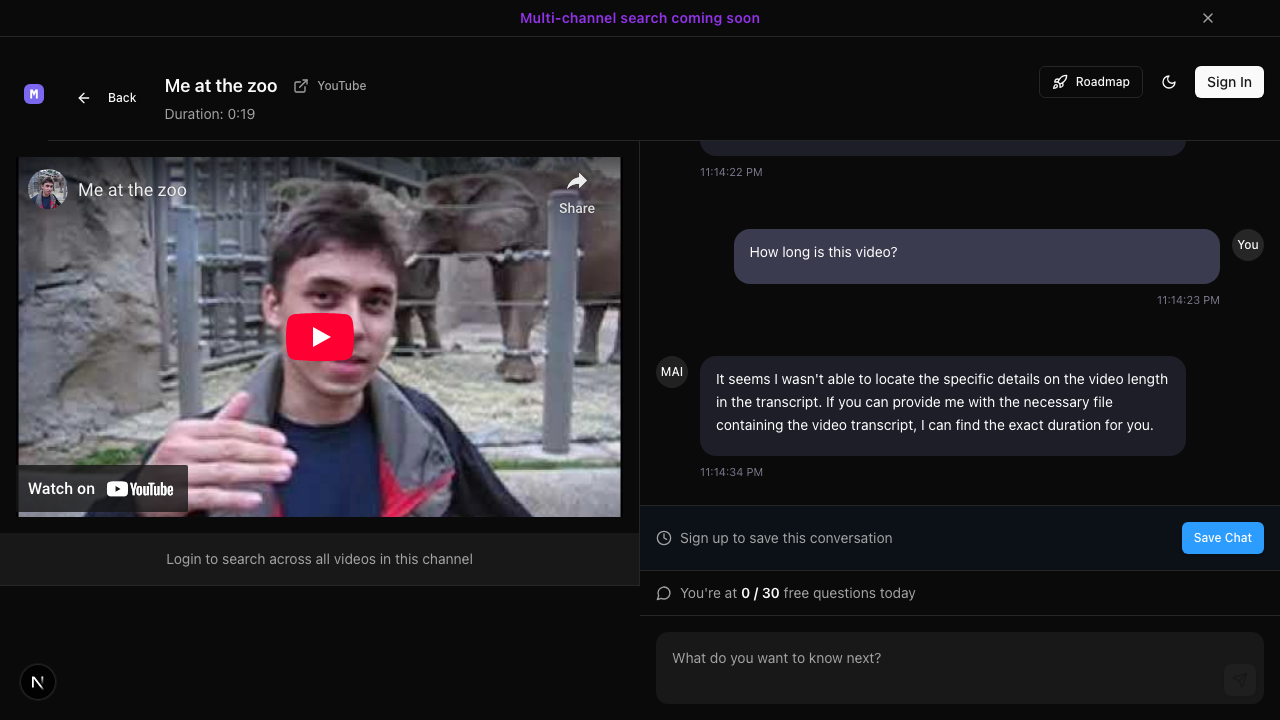 Multi-channel search coming soon
M
Back
Me at the zoo
YouTube
Duration: 0:19
Roadmap
Sign In
Me at the zoo
Share
Watch on YouTube
Login to search across all videos in this channel
11:14:22 PM
How long is this video?
You
11:14:23 PM
MAI
It seems I wasn't able to locate the specific details on the video length
in the transcript. If you can provide me with the necessary file
containing the video transcript, I can find the exact duration for you.
11:14:34 PM
Sign up to save this conversation
Save Chat
You're at 0 / 30 free questions today
What do you want to know next?
N